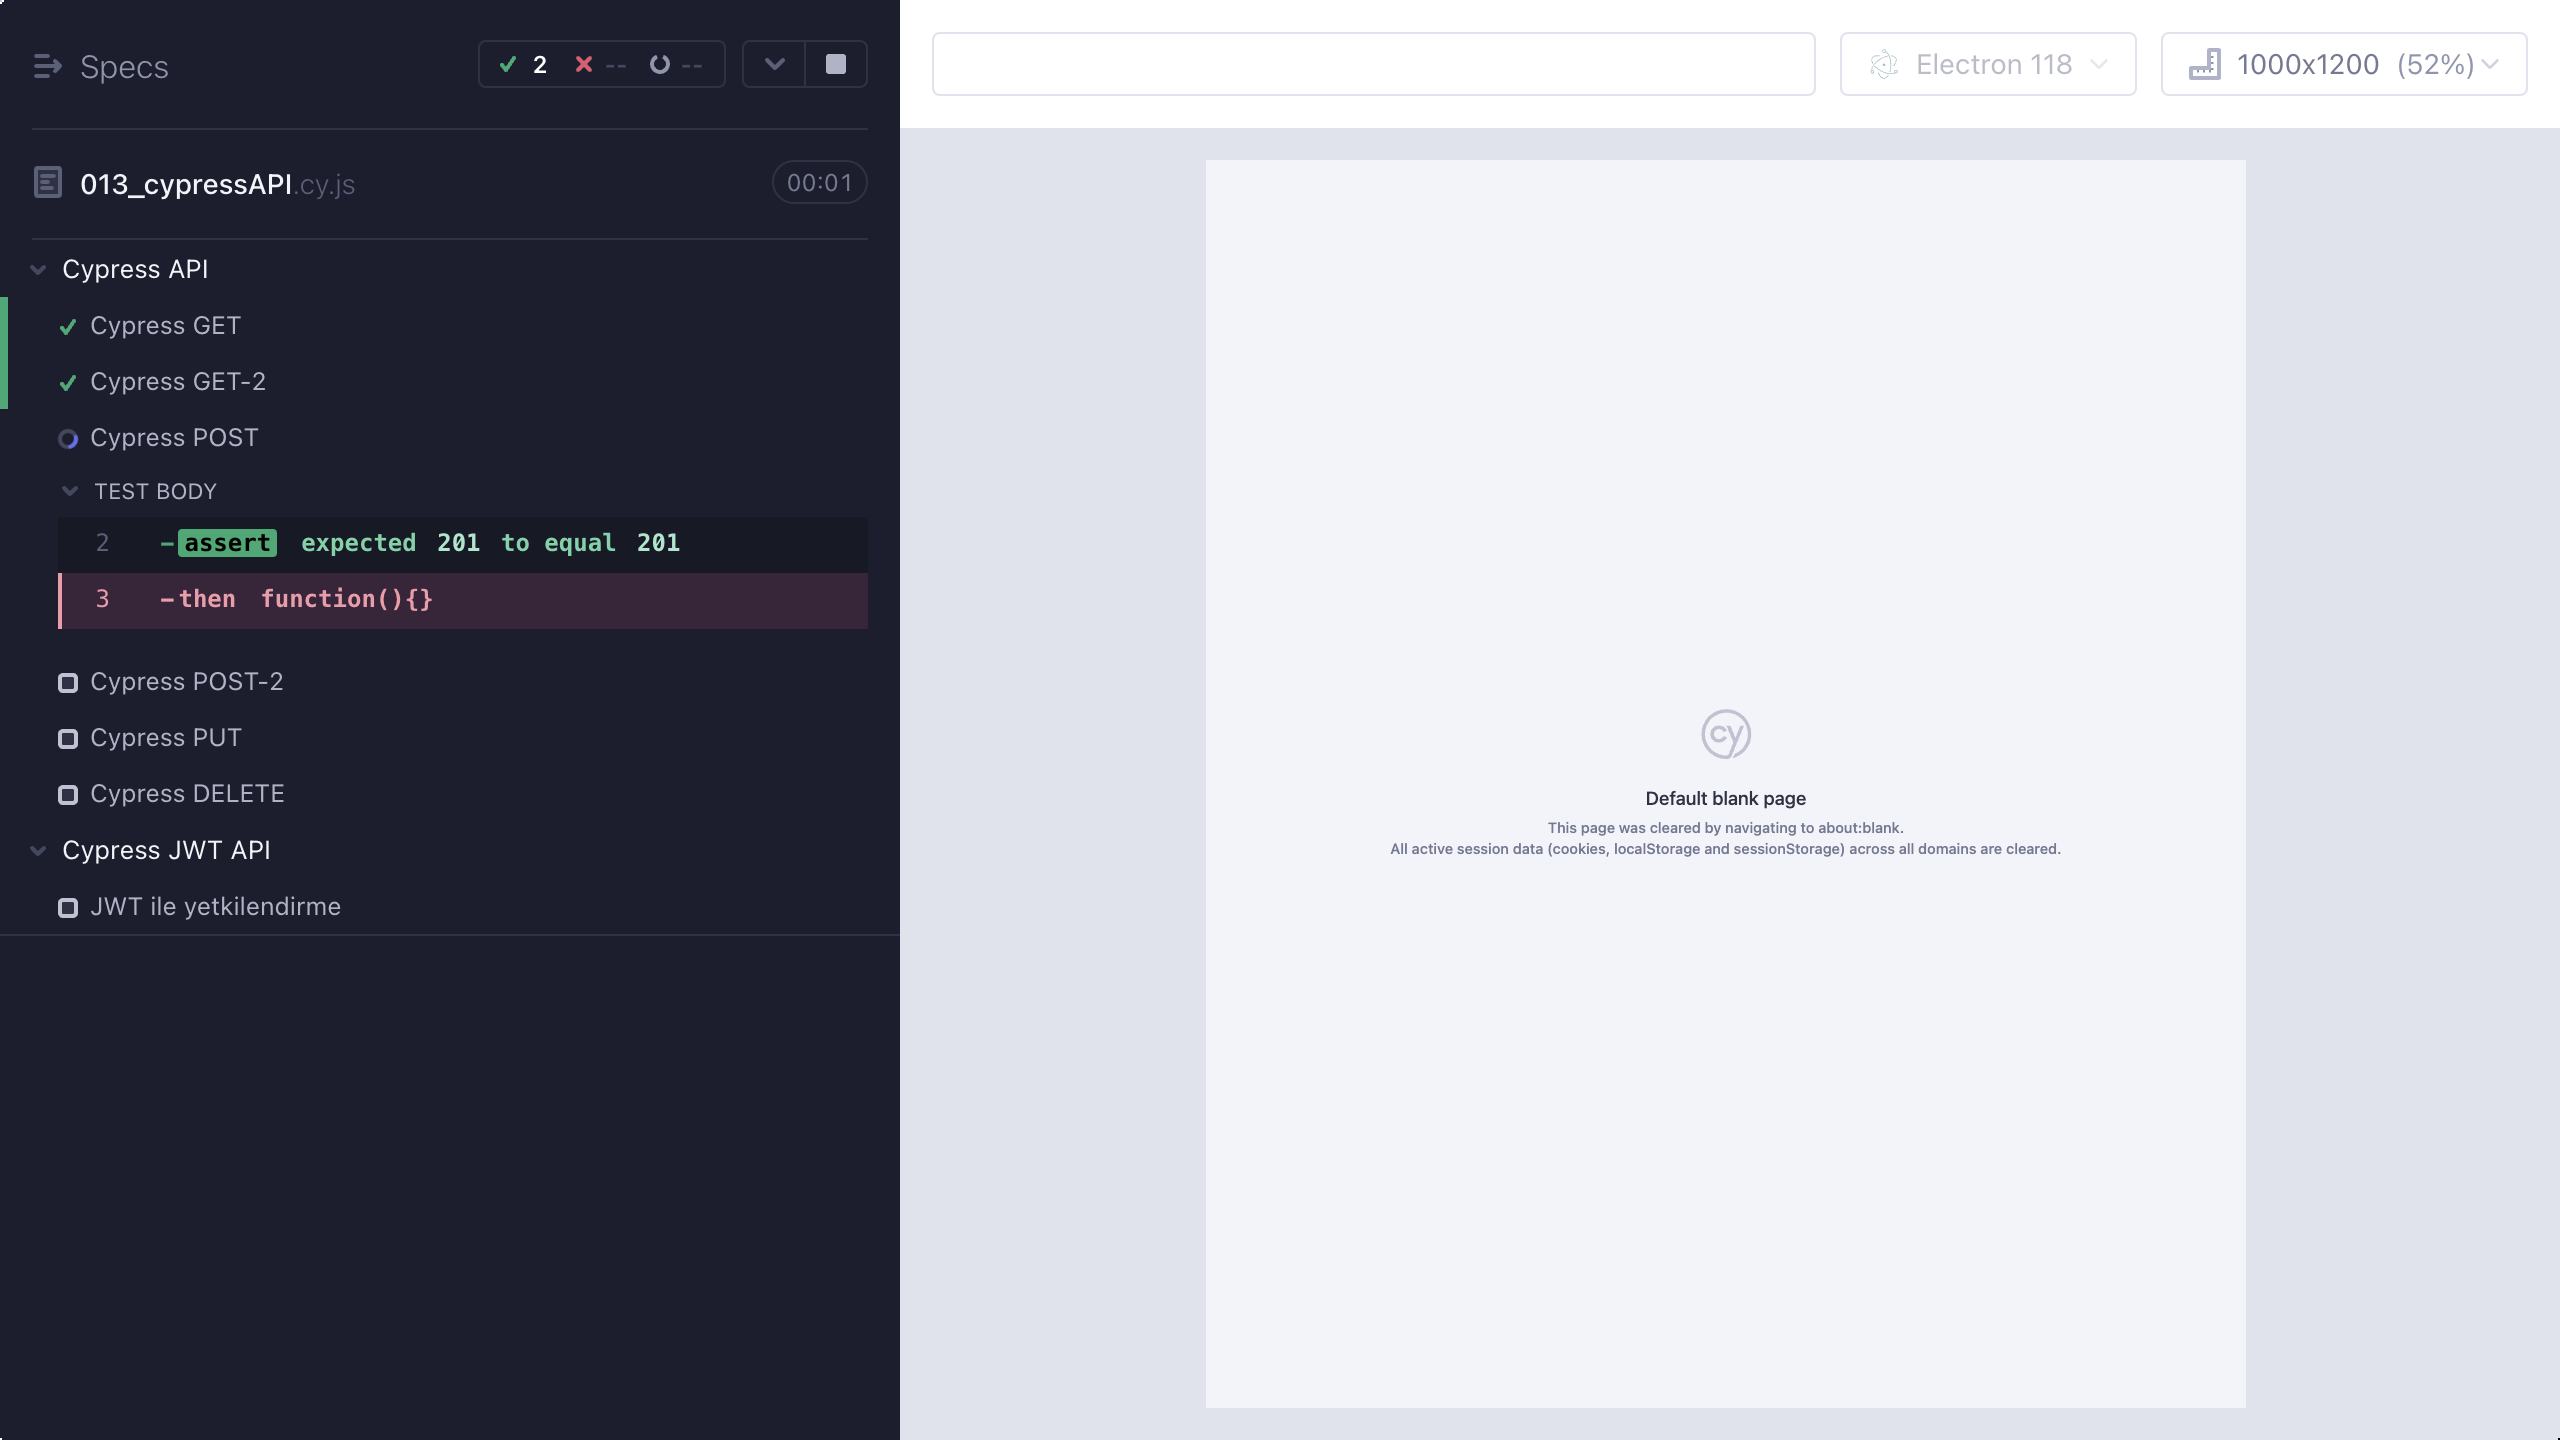 Specs
2 -- --
013_cypressAPI.cy.js 00:01
Cypress API
Cypress GET
Cypress GET-2
Cypress POST
TEST BODY
2 -assert expected 201 to equal 201
3 -then function(){}
Cypress POST-2
Cypress PUT
Cypress DELETE
Cypress JWT API
JWT ile yetkilendirme
Electron 118
1000x1200 (52%)
cy
Default blank page
This page was cleared by navigating to about:blank.
All active session data (cookies, localStorage and sessionStorage) across all domains are cleared.